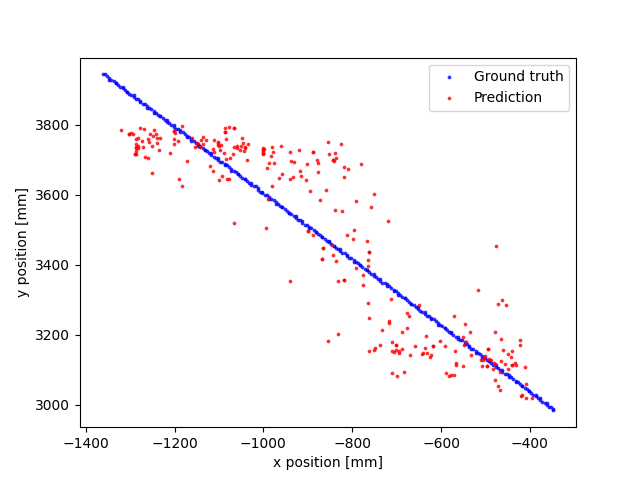 Ground truth
Prediction
3800
3600
3400
3200
3000
y position [mm]
−1400 −1200 −1000 −800 −600 −400
x position [mm]